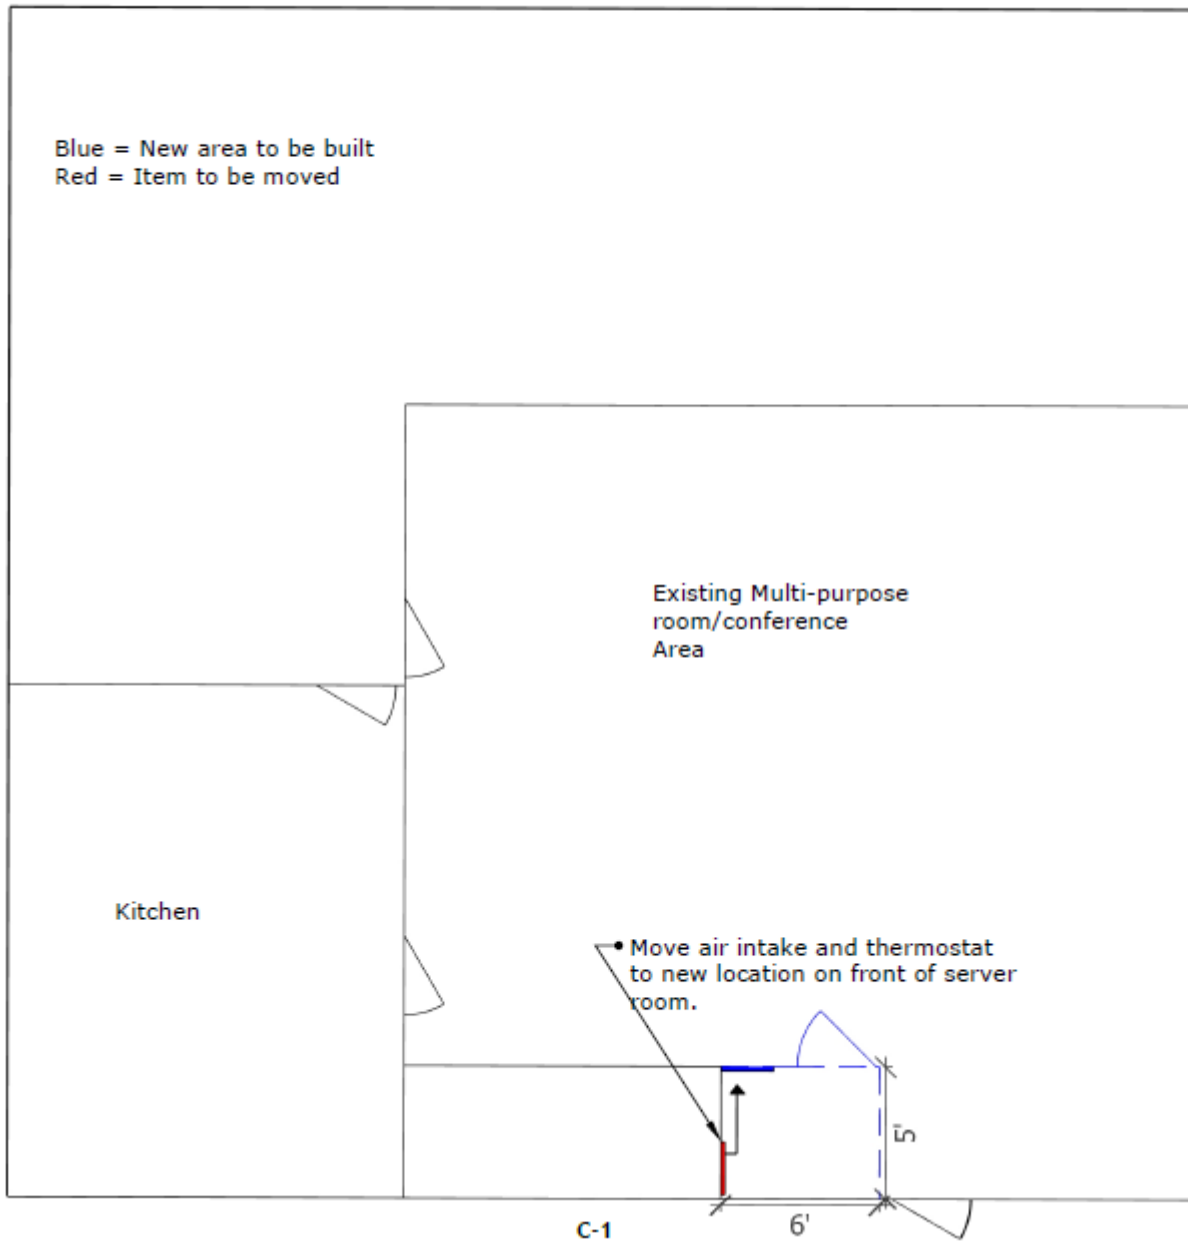 Blue = New area to be built
Red = Item to be moved
Existing Multi-purpose
room/conference
Area
Kitchen
Move air intake and thermostat
to new location on front of server
room.
5'
6'
C-1